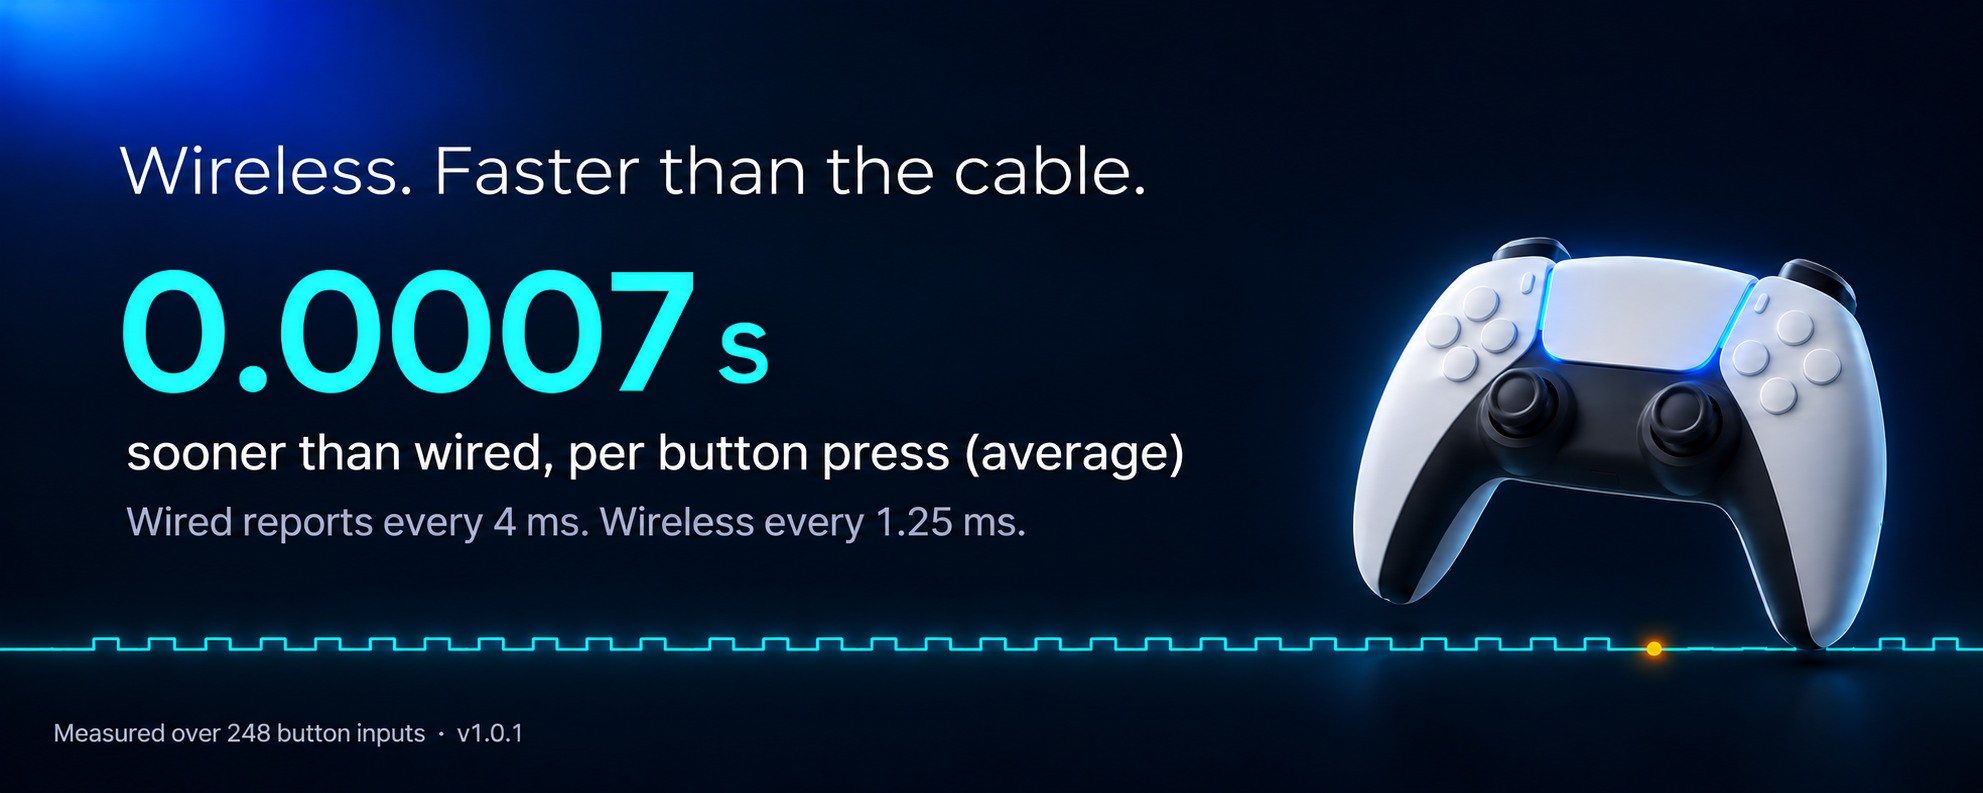 Wireless. Faster than the cable.
0.0007 s
sooner than wired, per button press (average)
Wired reports every 4 ms. Wireless every 1.25 ms.
Measured over 248 button inputs · v1.0.1